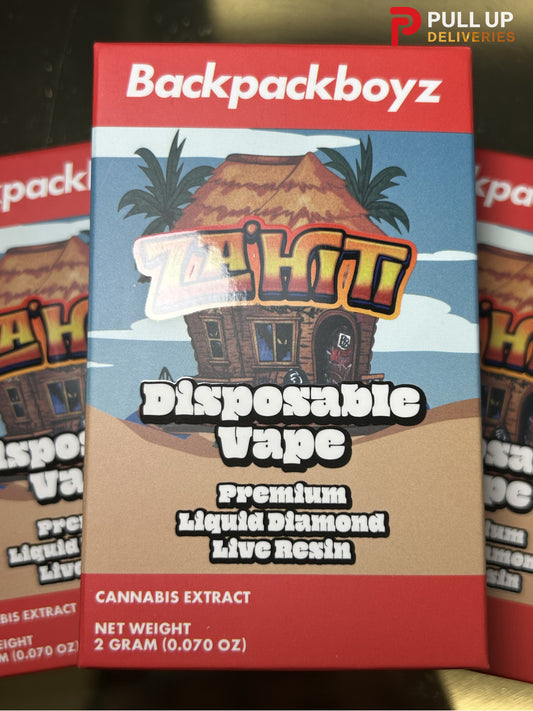 PULL UP
DELIVERIES
Backpackboyz
ZA'HITI
Disposable
Vape
Premium
Liquid Diamond
Live Resin
CANNABIS EXTRACT
NET WEIGHT
2 GRAM (0.070 OZ)